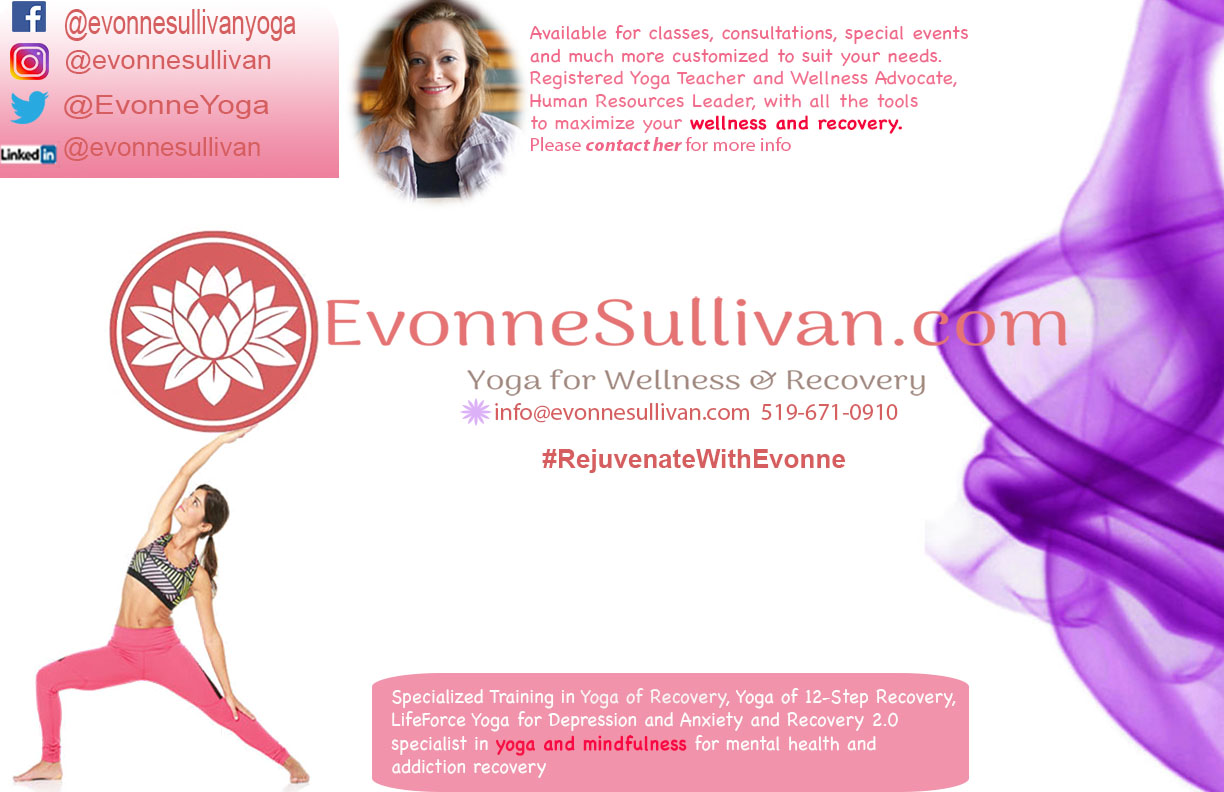 @evonnesullivanyoga
@evonnesullivan
@EvonneYoga
Linked in @evonnesullivan
Available for classes, consultations, special events
and much more customized to suit your needs.
Registered Yoga Teacher and Wellness Advocate,
Human Resources Leader, with all the tools
to maximize your wellness and recovery.
Please contact her for more info
EvonneSullivan.com
Yoga for Wellness & Recovery
info@evonnesullivan.com 519-671-0910
#RejuvenateWithEvonne
Specialized Training in Yoga of Recovery, Yoga of 12-Step Recovery,
LifeForce Yoga for Depression and Anxiety and Recovery 2.0
specialist in yoga and mindfulness for mental health and
addiction recovery